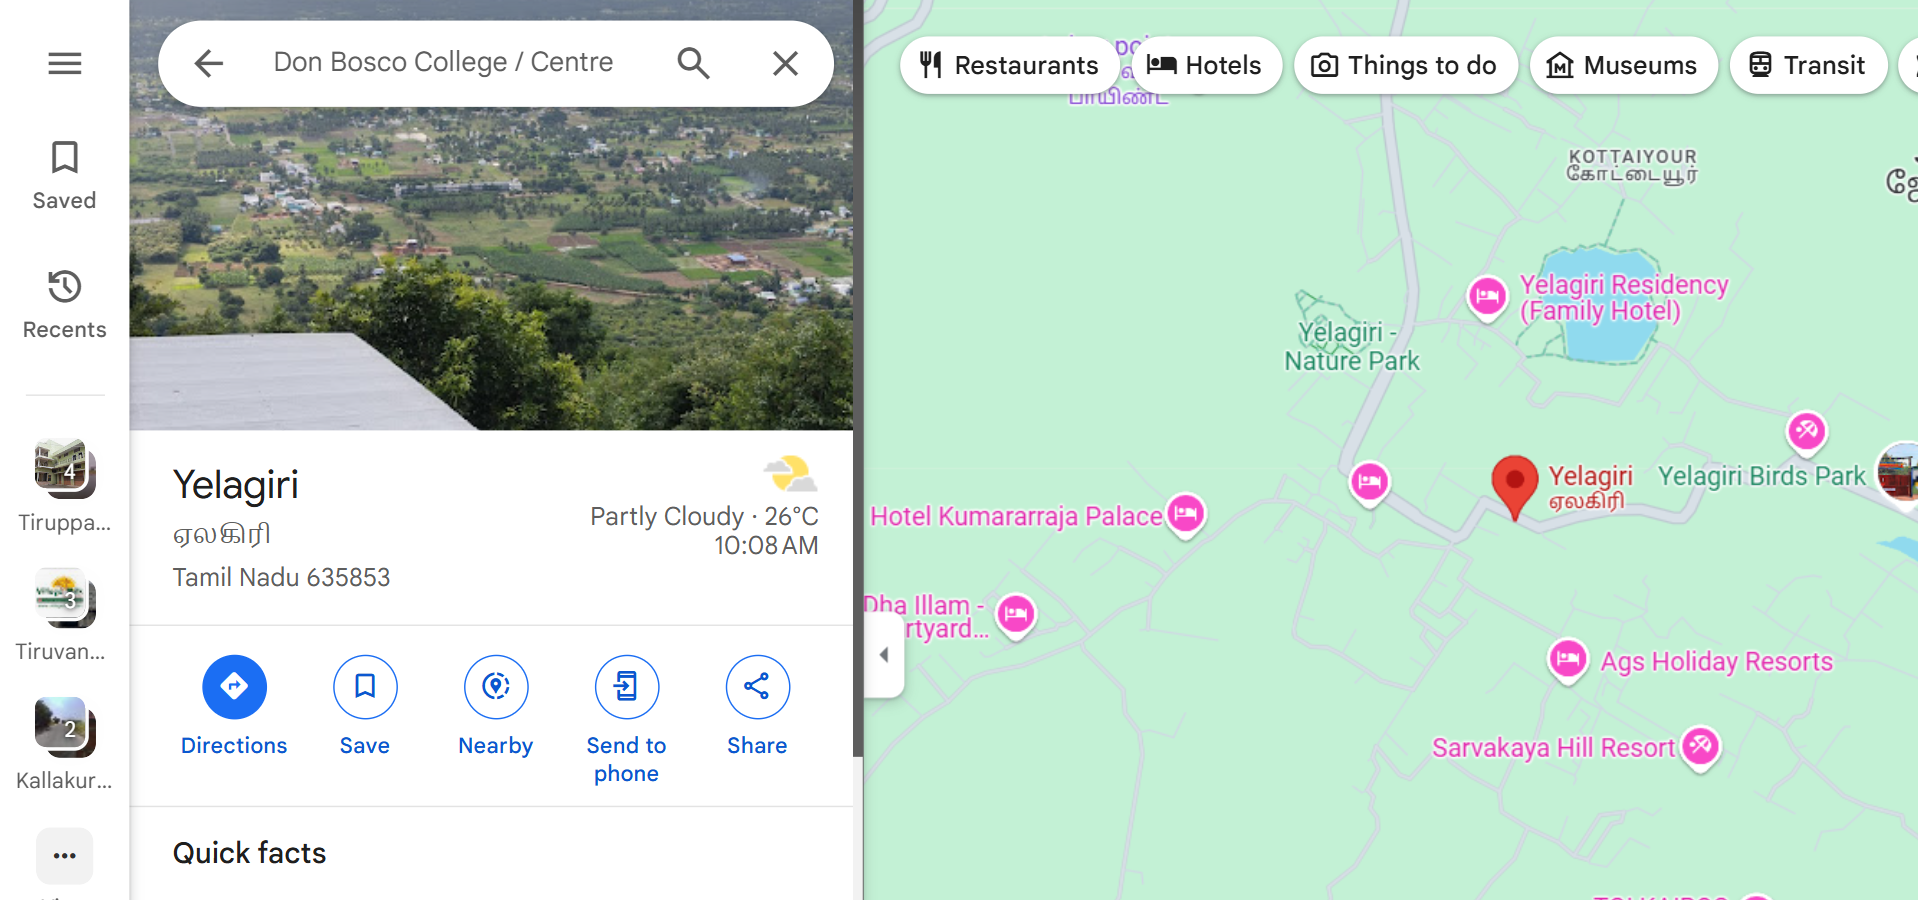 Don Bosco College / Centre
Saved
Recents
4
Tiruppa...
3
Tiruvan...
2
Kallakur...
Yelagiri
ஏலகிரி
Tamil Nadu 635853
Partly Cloudy · 26°C
10:08 AM
Directions
Save
Nearby
Send to
phone
Share
Quick facts
Restaurants
Hotels
Things to do
Museums
Transit
பாயிண்ட்
KOTTAIYOUR
கோட்டையூர்
Yelagiri Residency
(Family Hotel)
Yelagiri -
Nature Park
Yelagiri
ஏலகிரி
Yelagiri Birds Park
Hotel Kumararraja Palace
Dha Illam -
rtyard...
Ags Holiday Resorts
Sarvakaya Hill Resort